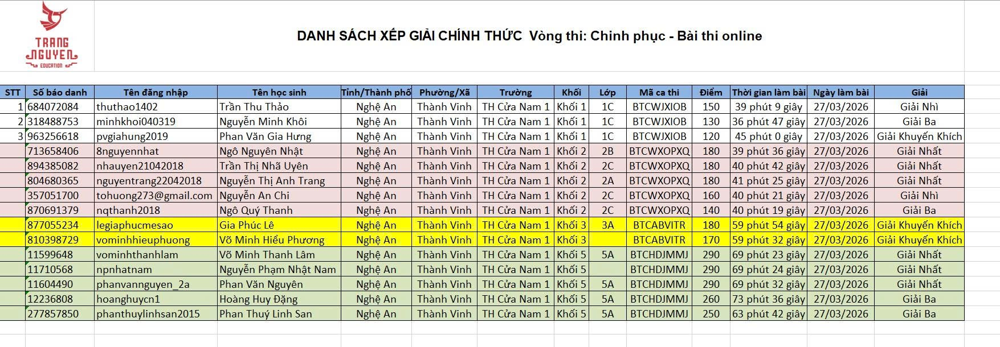 TRANG
NGUYEN
EDUCATION
DANH SÁCH XẾP GIẢI CHÍNH THỨC Vòng thi: Chinh phục - Bài thi online
STT Số báo danh Tên đăng nhập Tên học sinh Tỉnh/Thành phố Phường/Xã Trường Khối Lớp Mã ca thi Điểm Thời gian làm bài Ngày làm bài Giải
1 684072084 thuthao1402 Trần Thu Thảo Nghệ An Thành Vinh TH Cửa Nam 1 Khối 1 1C BTCWJXIOB 150 39 phút 9 giây 27/03/2026 Giải Nhì
2 318488753 minhkhoi040319 Nguyễn Minh Khôi Nghệ An Thành Vinh TH Cửa Nam 1 Khối 1 1C BTCWJXIOB 130 36 phút 47 giây 27/03/2026 Giải Ba
3 963256618 pvgiahung2019 Phan Văn Gia Hưng Nghệ An Thành Vinh TH Cửa Nam 1 Khối 1 1C BTCWJXIOB 120 45 phút 0 giây 27/03/2026 Giải Khuyến Khích
713658406 8nguyennhat Ngô Nguyên Nhật Nghệ An Thành Vinh TH Cửa Nam 1 Khối 2 2B BTCWXOPXQ 180 39 phút 36 giây 27/03/2026 Giải Nhất
894385082 nhauyen21042018 Trần Thị Nhã Uyên Nghệ An Thành Vinh TH Cửa Nam 1 Khối 2 2C BTCWXOPXQ 180 40 phút 42 giây 27/03/2026 Giải Nhất
804680365 nguyentrang22042018 Nguyễn Thị Anh Trang Nghệ An Thành Vinh TH Cửa Nam 1 Khối 2 2A BTCWXOPXQ 180 41 phút 25 giây 27/03/2026 Giải Nhất
357051700 tohuong273@gmail.com Nguyễn An Chi Nghệ An Thành Vinh TH Cửa Nam 1 Khối 2 2C BTCWXOPXQ 160 40 phút 21 giây 27/03/2026 Giải Nhì
870691379 nqthanh2018 Ngô Quý Thanh Nghệ An Thành Vinh TH Cửa Nam 1 Khối 2 2C BTCWXOPXQ 140 40 phút 19 giây 27/03/2026 Giải Ba
877055234 legiaphucmesao Gia Phúc Lê Nghệ An Thành Vinh TH Cửa Nam 1 Khối 3 3A BTCABVITR 180 59 phút 54 giây 27/03/2026 Giải Khuyến Khích
810398729 vominhhieuphuong Võ Minh Hiểu Phương Nghệ An Thành Vinh TH Cửa Nam 1 Khối 3 BTCABVITR 170 59 phút 32 giây 27/03/2026 Giải Khuyến Khích
11599648 vominhthanhlam Võ Minh Thanh Lâm Nghệ An Thành Vinh TH Cửa Nam 1 Khối 5 5A BTCHDJMMJ 290 69 phút 23 giây 27/03/2026 Giải Nhất
11710568 npnhatnam Nguyễn Phạm Nhật Nam Nghệ An Thành Vinh TH Cửa Nam 1 Khối 5 BTCHDJMMJ 290 69 phút 24 giây 27/03/2026 Giải Nhất
11604490 phanvannguyen_2a Phan Văn Nguyên Nghệ An Thành Vinh TH Cửa Nam 1 Khối 5 5A BTCHDJMMJ 290 69 phút 32 giây 27/03/2026 Giải Nhất
12236808 hoanghuycn1 Hoàng Huy Đặng Nghệ An Thành Vinh TH Cửa Nam 1 Khối 5 5A BTCHDJMMJ 260 73 phút 36 giây 27/03/2026 Giải Ba
277857850 phanthuylinhsan2015 Phan Thuý Linh San Nghệ An Thành Vinh TH Cửa Nam 1 Khối 5 5A BTCHDJMMJ 250 63 phút 42 giây 27/03/2026 Giải Ba